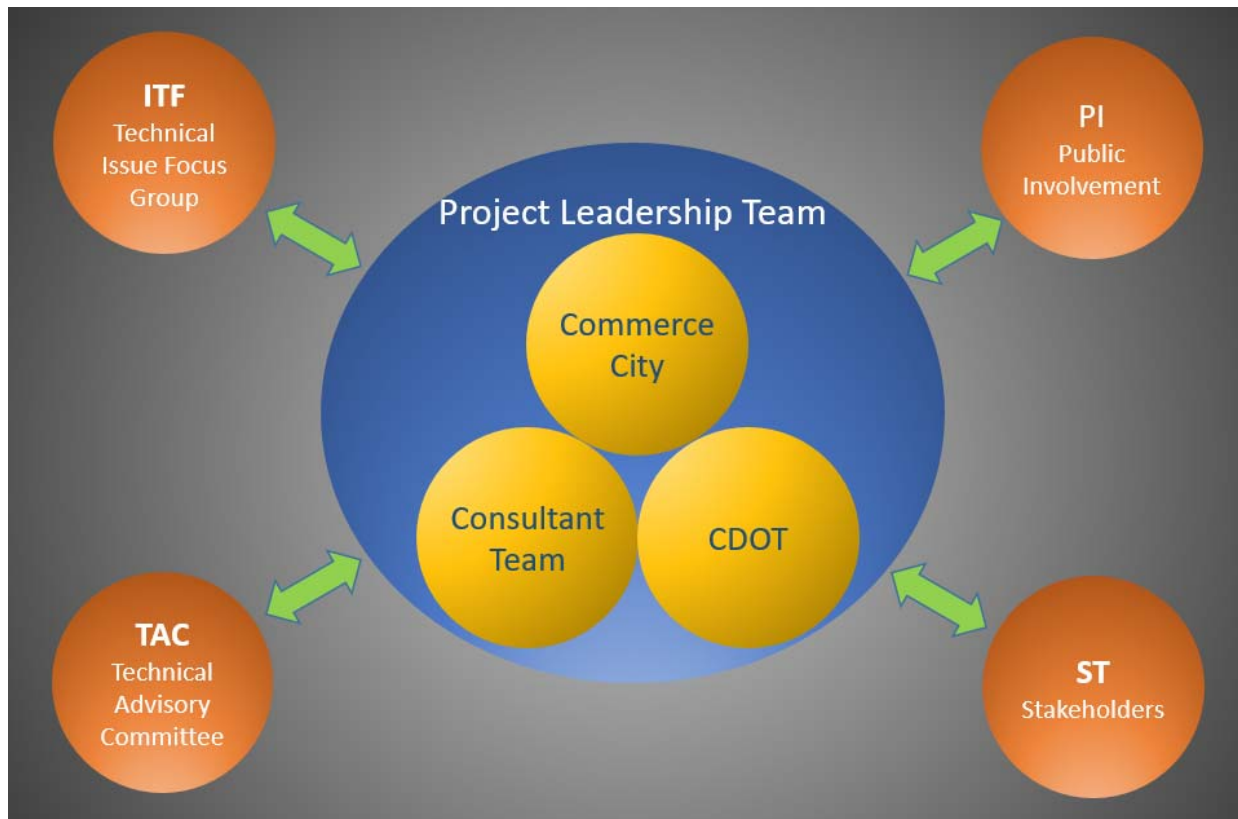 ITF
Technical
Issue Focus
Group
PI
Public
Involvement
Project Leadership Team
Commerce
City
Consultant
Team
CDOT
TAC
Technical
Advisory
Committee
ST
Stakeholders